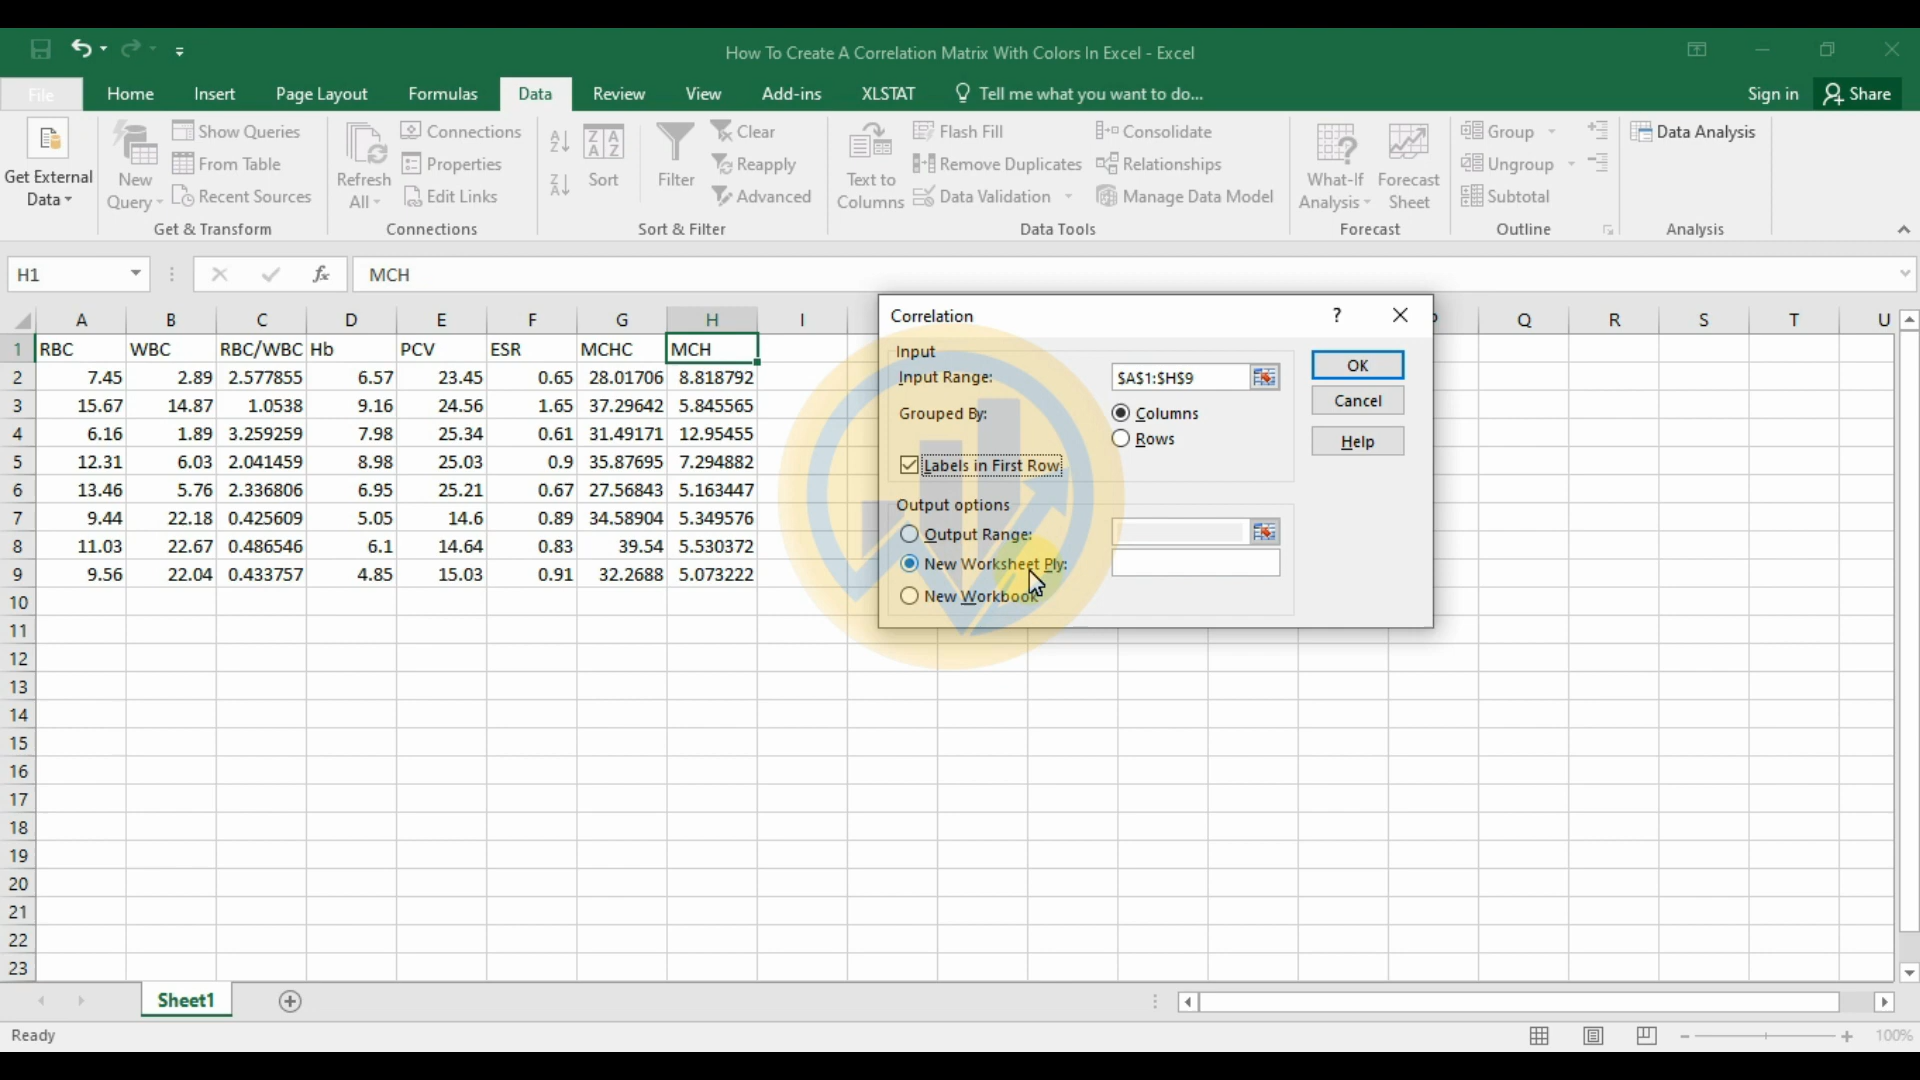 How To Create A Correlation Matrix With Colors In Excel - Excel
File Home Insert Page Layout Formulas Data Review View Add-ins XLSTAT Tell me what you want to do... Sign in Share
Get External Data
New Query
Show Queries
From Table
Recent Sources
Get & Transform
Refresh All
Connections
Properties
Edit Links
Connections
Sort
Filter
Clear
Reapply
Advanced
Sort & Filter
Text to Columns
Flash Fill
Remove Duplicates
Data Validation
Consolidate
Relationships
Manage Data Model
Data Tools
What-If Analysis
Forecast Sheet
Forecast
Group
Ungroup
Subtotal
Outline
Data Analysis
Analysis
H1 fx MCH
A B C D E F G H I Q R S T U
1 RBC WBC RBC/WBC Hb PCV ESR MCHC MCH
2 7.45 2.89 2.577855 6.57 23.45 0.65 28.01706 8.818792
3 15.67 14.87 1.0538 9.16 24.56 1.65 37.29642 5.845565
4 6.16 1.89 3.259259 7.98 25.34 0.61 31.49171 12.95455
5 12.31 6.03 2.041459 8.98 25.03 0.9 35.87695 7.294882
6 13.46 5.76 2.336806 6.95 25.21 0.67 27.56843 5.163447
7 9.44 22.18 0.425609 5.05 14.6 0.89 34.58904 5.349576
8 11.03 22.67 0.486546 6.1 14.64 0.83 39.54 5.530372
9 9.56 22.04 0.433757 4.85 15.03 0.91 32.2688 5.073222
10
11
12
13
14
15
16
17
18
19
20
21
22
23
Correlation ?
Input
Input Range: $A$1:$H$9
Grouped By: Columns
Rows
Labels in First Row
Output options
Output Range:
New Worksheet Ply:
New Workbook
OK
Cancel
Help
Sheet1
Ready 100%